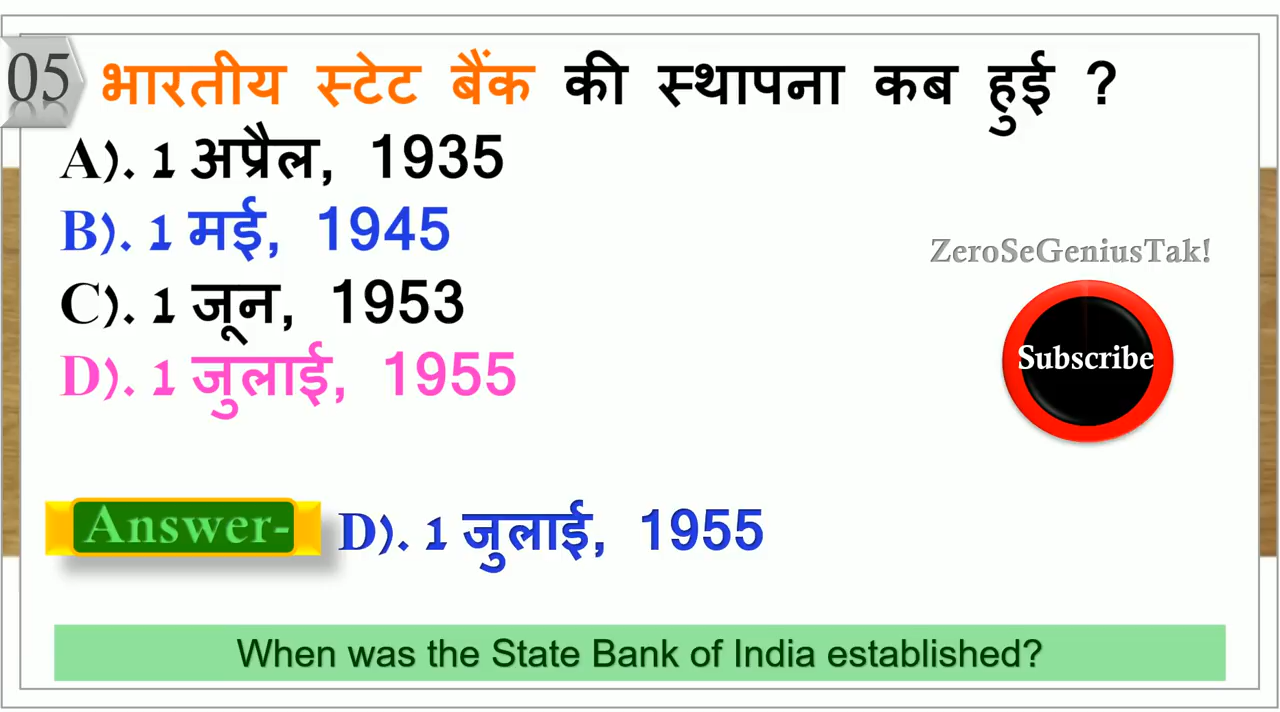 05
भारतीय स्टेट बैंक की स्थापना कब हुई ?
A). 1 अप्रैल, 1935
B). 1 मई, 1945
C). 1 जून, 1953
D). 1 जुलाई, 1955
ZeroSeGeniusTak!
Subscribe
Answer- D). 1 जुलाई, 1955
When was the State Bank of India established?